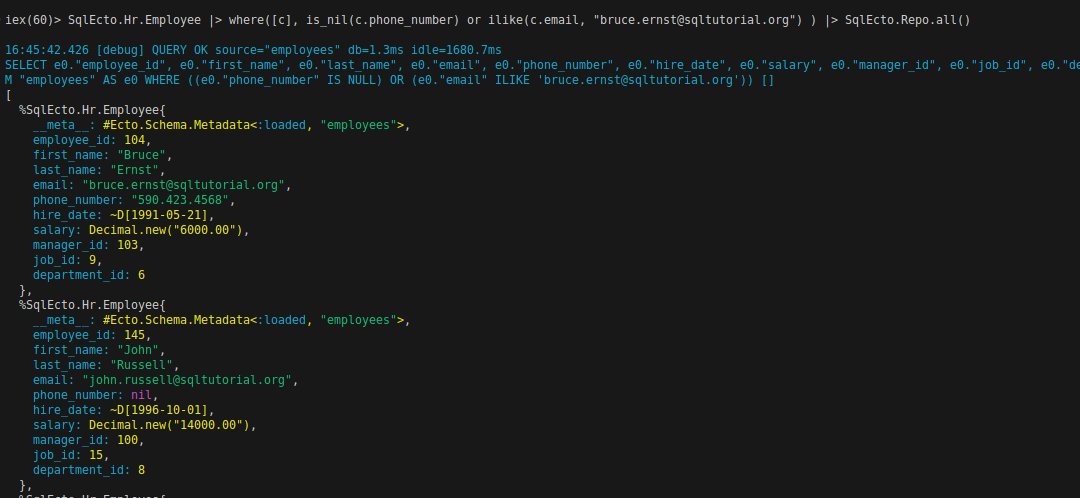 iex(60)> SqlEcto.Hr.Employee |> where([c], is_nil(c.phone_number) or ilike(c.email, "bruce.ernst@sqltutorial.org") ) |> SqlEcto.Repo.all()
16:45:42.426 [debug] QUERY OK source="employees" db=1.3ms idle=1680.7ms
SELECT e0."employee_id", e0."first_name", e0."last_name", e0."email", e0."phone_number", e0."hire_date", e0."salary", e0."manager_id", e0."job_id", e0."de
M "employees" AS e0 WHERE ((e0."phone_number" IS NULL) OR (e0."email" ILIKE 'bruce.ernst@sqltutorial.org')) []
[
%SqlEcto.Hr.Employee{
__meta__: #Ecto.Schema.Metadata<:loaded, "employees">,
employee_id: 104,
first_name: "Bruce",
last_name: "Ernst",
email: "bruce.ernst@sqltutorial.org",
phone_number: "590.423.4568",
hire_date: ~D[1991-05-21],
salary: Decimal.new("6000.00"),
manager_id: 103,
job_id: 9,
department_id: 6
},
%SqlEcto.Hr.Employee{
__meta__: #Ecto.Schema.Metadata<:loaded, "employees">,
employee_id: 145,
first_name: "John",
last_name: "Russell",
email: "john.russell@sqltutorial.org",
phone_number: nil,
hire_date: ~D[1996-10-01],
salary: Decimal.new("14000.00"),
manager_id: 100,
job_id: 15,
department_id: 8
},
%SqlEcto.Hr.Employee{